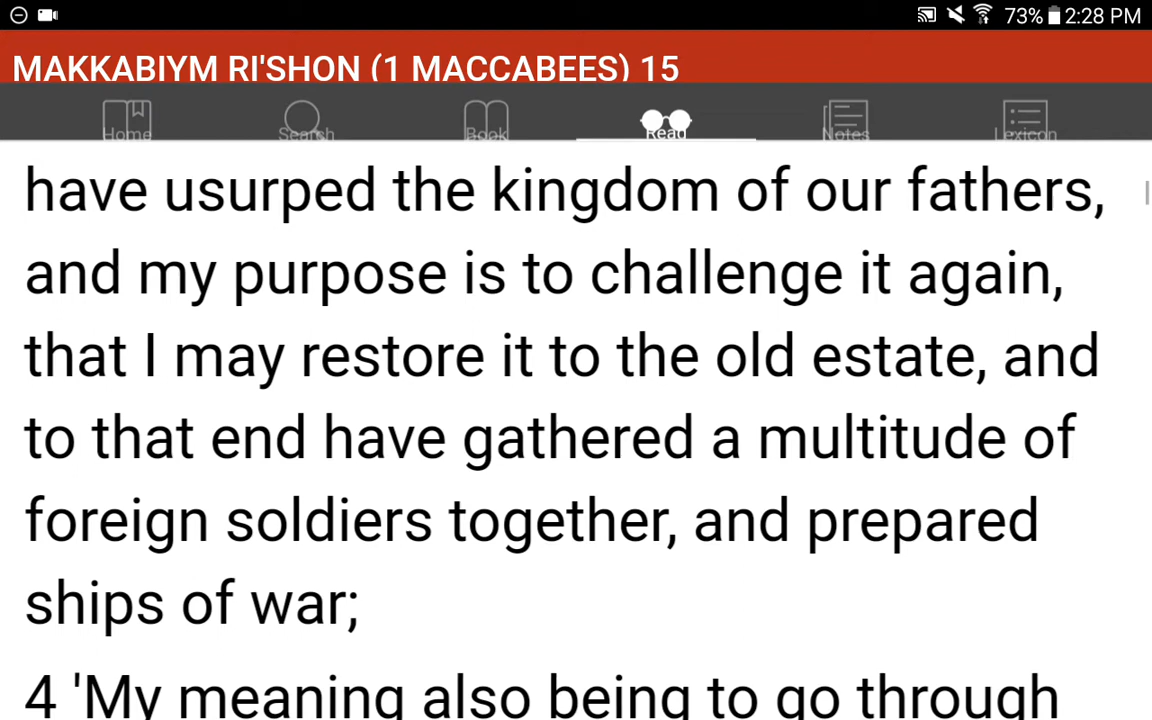 73% 2:28 PM
MAKKABIYM RI'SHON (1 MACCABEES) 15
Home Search Book Read Notes Lexicon
have usurped the kingdom of our fathers,
and my purpose is to challenge it again,
that I may restore it to the old estate, and
to that end have gathered a multitude of
foreign soldiers together, and prepared
ships of war;
4 'My meaning also being to go through